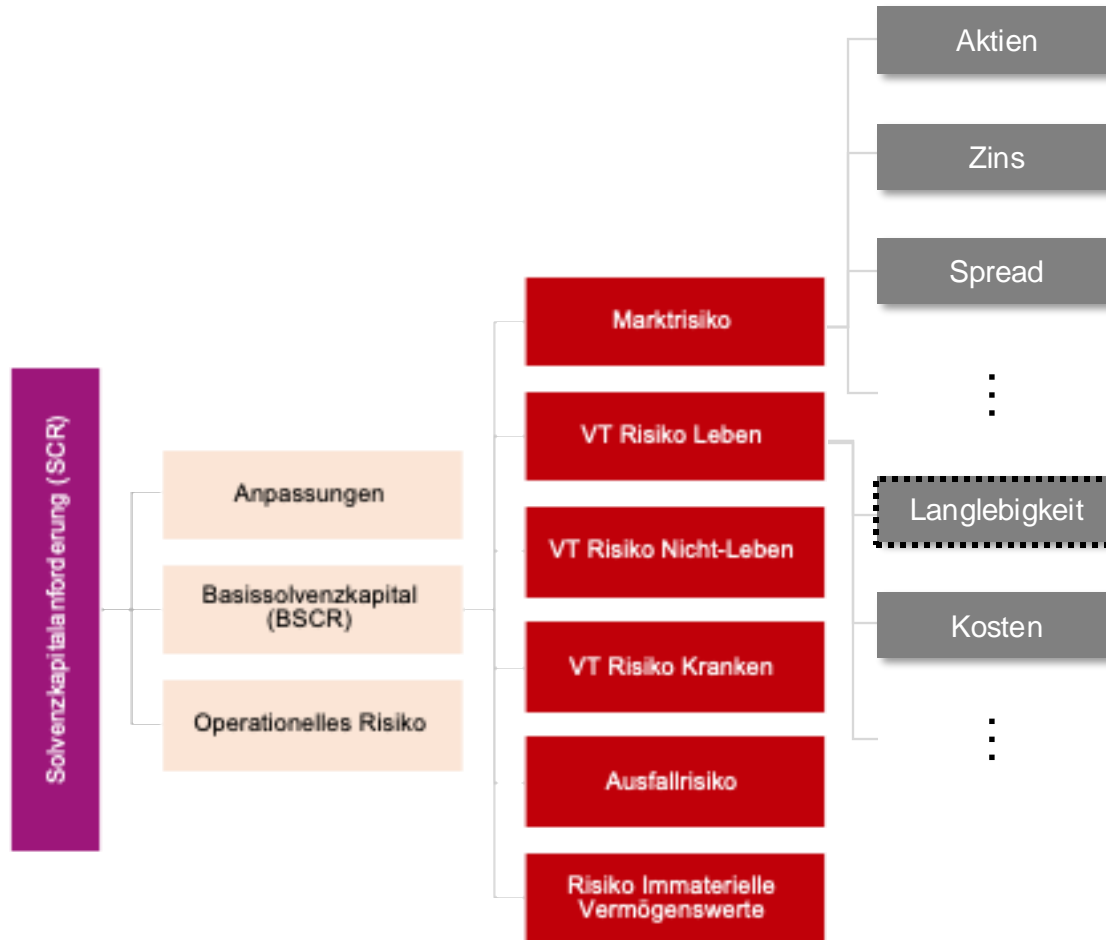 Solvenzkapitalanforderung (SCR)
Anpassungen
Basissolvenzkapital
(BSCR)
Operationelles Risiko
Marktrisiko
VT Risiko Leben
VT Risiko Nicht-Leben
VT Risiko Kranken
Ausfallrisiko
Risiko Immaterielle
Vermögenswerte
Aktien
Zins
Spread
⋮
Langlebigkeit
Kosten
⋮